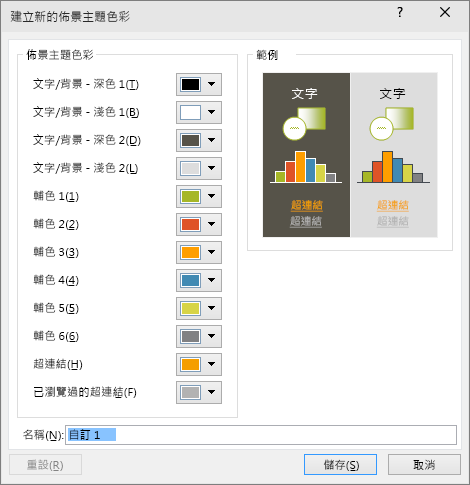 建立新的佈景主題色彩
?
佈景主題色彩
文字/背景 - 深色 1(T)
文字/背景 - 淺色 1(B)
文字/背景 - 深色 2(D)
文字/背景 - 淺色 2(L)
輔色 1(1)
輔色 2(2)
輔色 3(3)
輔色 4(4)
輔色 5(5)
輔色 6(6)
超連結(H)
已瀏覽過的超連結(F)
範例
文字 文字
超連結 超連結
超連結 超連結
名稱(N): 自訂 1
重設(R) 儲存(S) 取消